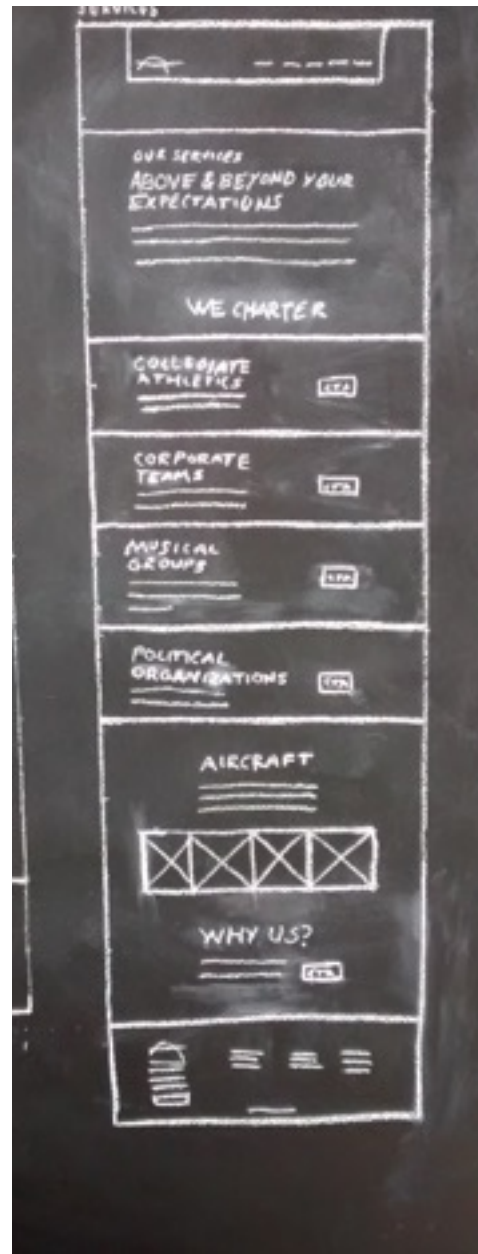 SERVICES
OUR SERVICES
ABOVE & BEYOND YOUR
EXPECTATIONS
WE CHARTER
COLLEGIATE
ATHLETICS
CTA
CORPORATE
TEAMS
CTA
MUSICAL
GROUPS
CTA
POLITICAL
ORGANIZATIONS
CTA
AIRCRAFT
WHY US?
CTA